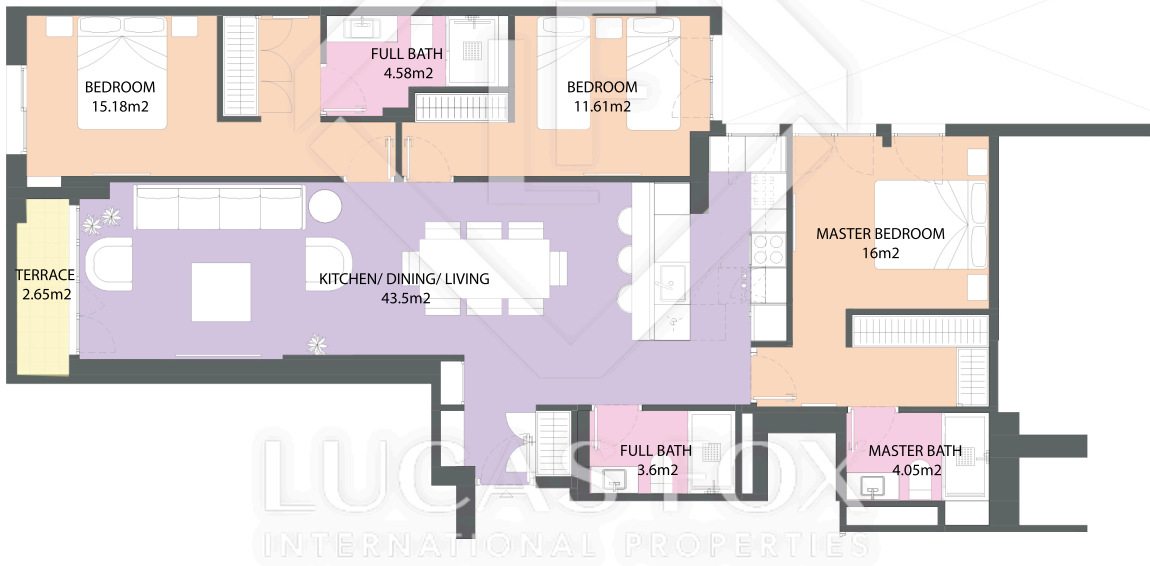 BEDROOM
15.18m2
FULL BATH
4.58m2
BEDROOM
11.61m2
MASTER BEDROOM
16m2
TERRACE
2.65m2
KITCHEN/ DINING/ LIVING
43.5m2
FULL BATH
3.6m2
MASTER BATH
4.05m2
LUCAS FOX
INTERNATIONAL PROPERTIES